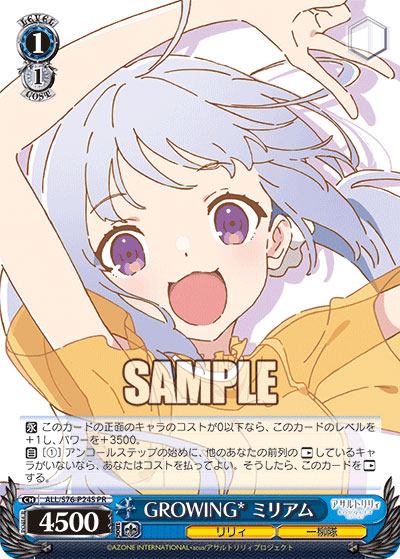 LEVEL
1
1
COST
SAMPLE
永 このカードの正面のキャラのコストが0以下なら、このカードのレベルを
+1し、パワーを+3500。
自 [①] アンコールステップの始めに、他のあなたの前列のしているキャ
ラがいないなら、あなたはコストを払ってよい。そうしたら、このカードを
する。
CH ALL/S76-P24S PR
4500
GROWING* ミリアム
アサルトリリィ
リリィ
一柳隊
©AZONE INTERNATIONAL・acus/アサルトリリィプロジェクト